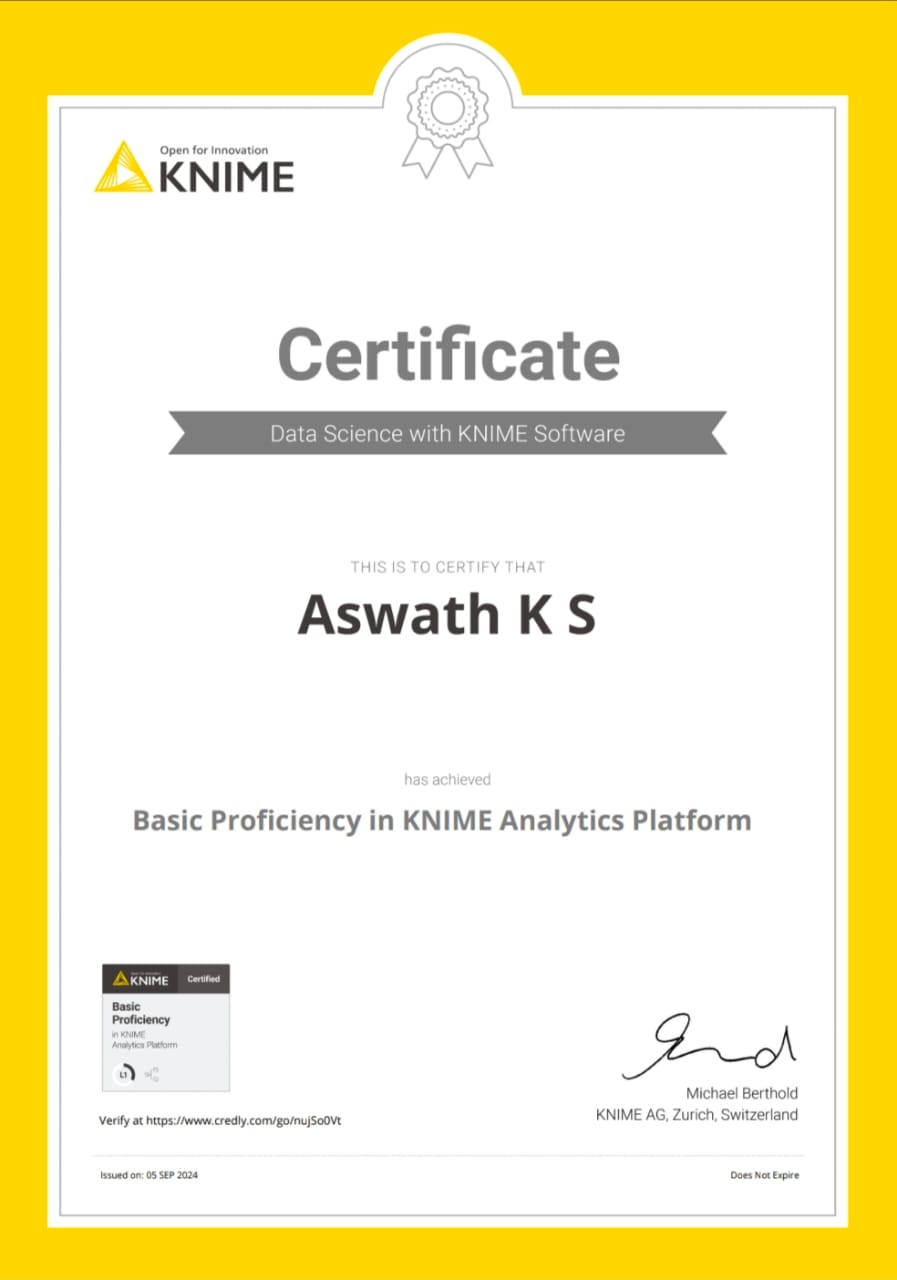 Open for Innovation
KNIME
Certificate
Data Science with KNIME Software
THIS IS TO CERTIFY THAT
Aswath K S
has achieved
Basic Proficiency in KNIME Analytics Platform
KNIME Certified
Basic
Proficiency
in KNIME
Analytics Platform
L1
Michael Berthold
KNIME AG, Zurich, Switzerland
Verify at https://www.credly.com/go/nujSo0Vt
Issued on: 05 SEP 2024
Does Not Expire